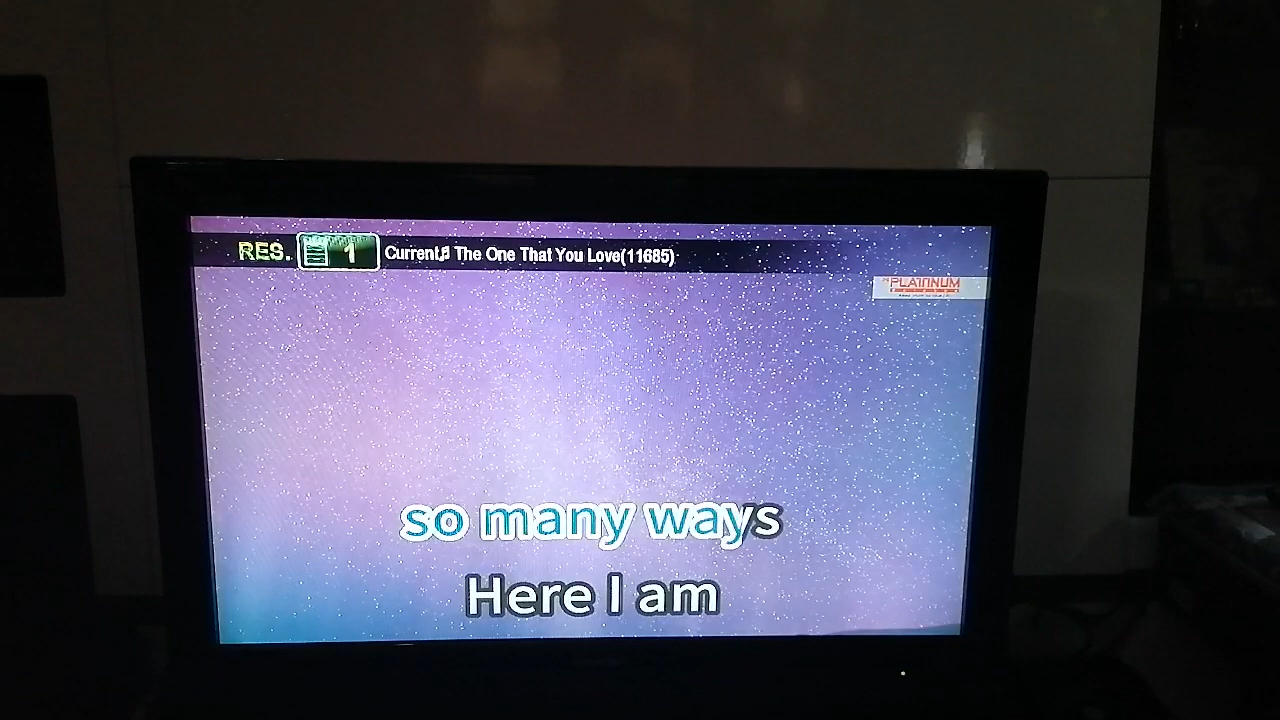 RES. 1 Current♬ The One That You Love(11685)
PLATINUM
so many ways
Here I am